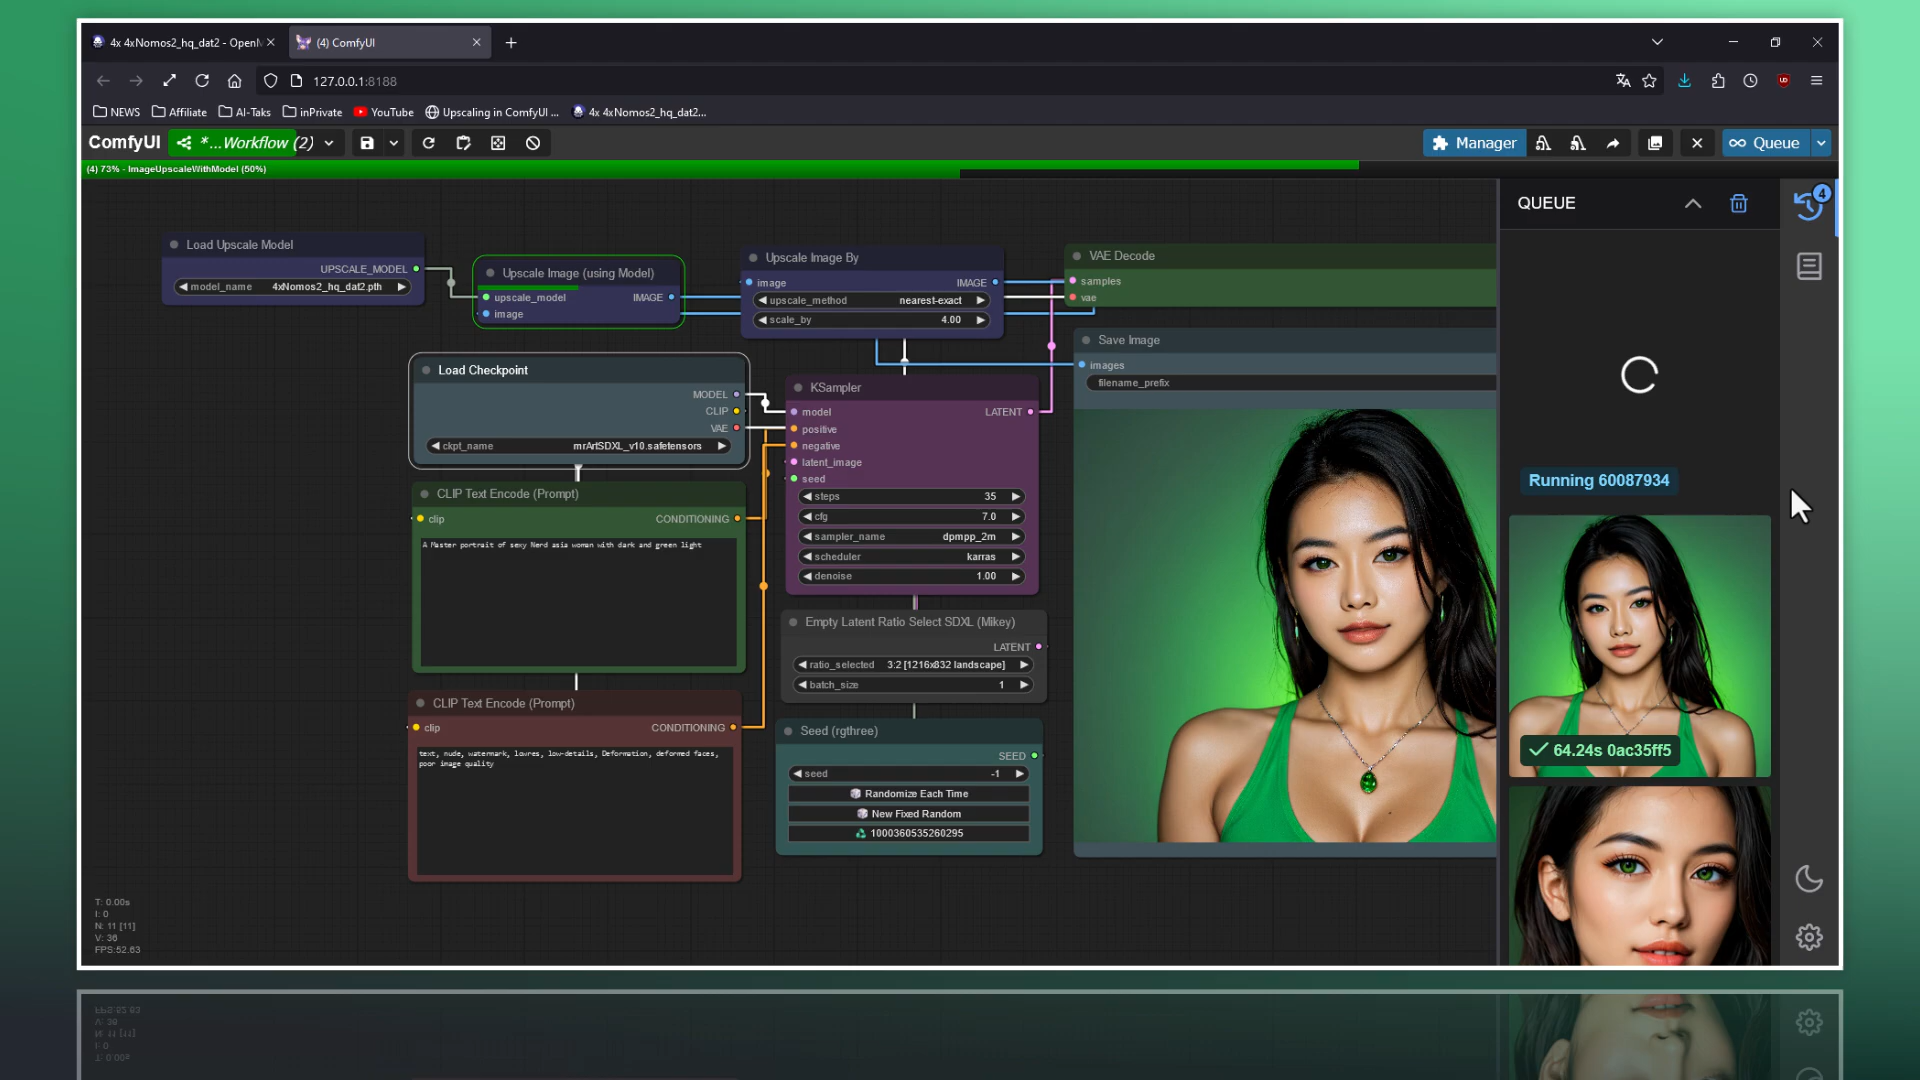 4x 4xNomos2_hq_dat2 - OpenM
(4) ComfyUI
127.0.0.1:8188
NEWS
Affiliate
AI-Taks
inPrivate
YouTube
Upscaling in ComfyUI ...
4x 4xNomos2_hq_dat2...
ComfyUI
*...Workflow (2)
Manager
Queue
(4) 73% - ImageUpscaleWithModel (50%)
QUEUE
4
Load Upscale Model
UPSCALE_MODEL
model_name
4xNomos2_hq_dat2.pth
Upscale Image (using Model)
upscale_model
IMAGE
image
Upscale Image By
image
IMAGE
upscale_method
nearest-exact
scale_by
4.00
VAE Decode
samples
vae
Save Image
images
filename_prefix
Load Checkpoint
MODEL
CLIP
VAE
ckpt_name
mrArtSDXL_v10.safetensors
KSampler
model
LATENT
positive
negative
latent_image
seed
steps
35
cfg
7.0
sampler_name
dpmpp_2m
scheduler
karras
denoise
1.00
CLIP Text Encode (Prompt)
clip
CONDITIONING
A Master portrait of sexy Nerd asia woman with dark and green light
CLIP Text Encode (Prompt)
clip
CONDITIONING
text, nude, watermark, lowres, low-details, Deformation, deformed faces,
poor image quality
Empty Latent Ratio Select SDXL (Mikey)
LATENT
ratio_selected
3:2 [1216x832 landscape]
batch_size
1
Seed (rgthree)
SEED
seed
-1
Randomize Each Time
New Fixed Random
1000360535260295
Running 60087934
64.24s 0ac35ff5
T: 0.00s
I: 0
N: 11 [11]
V: 36
FPS:52.63